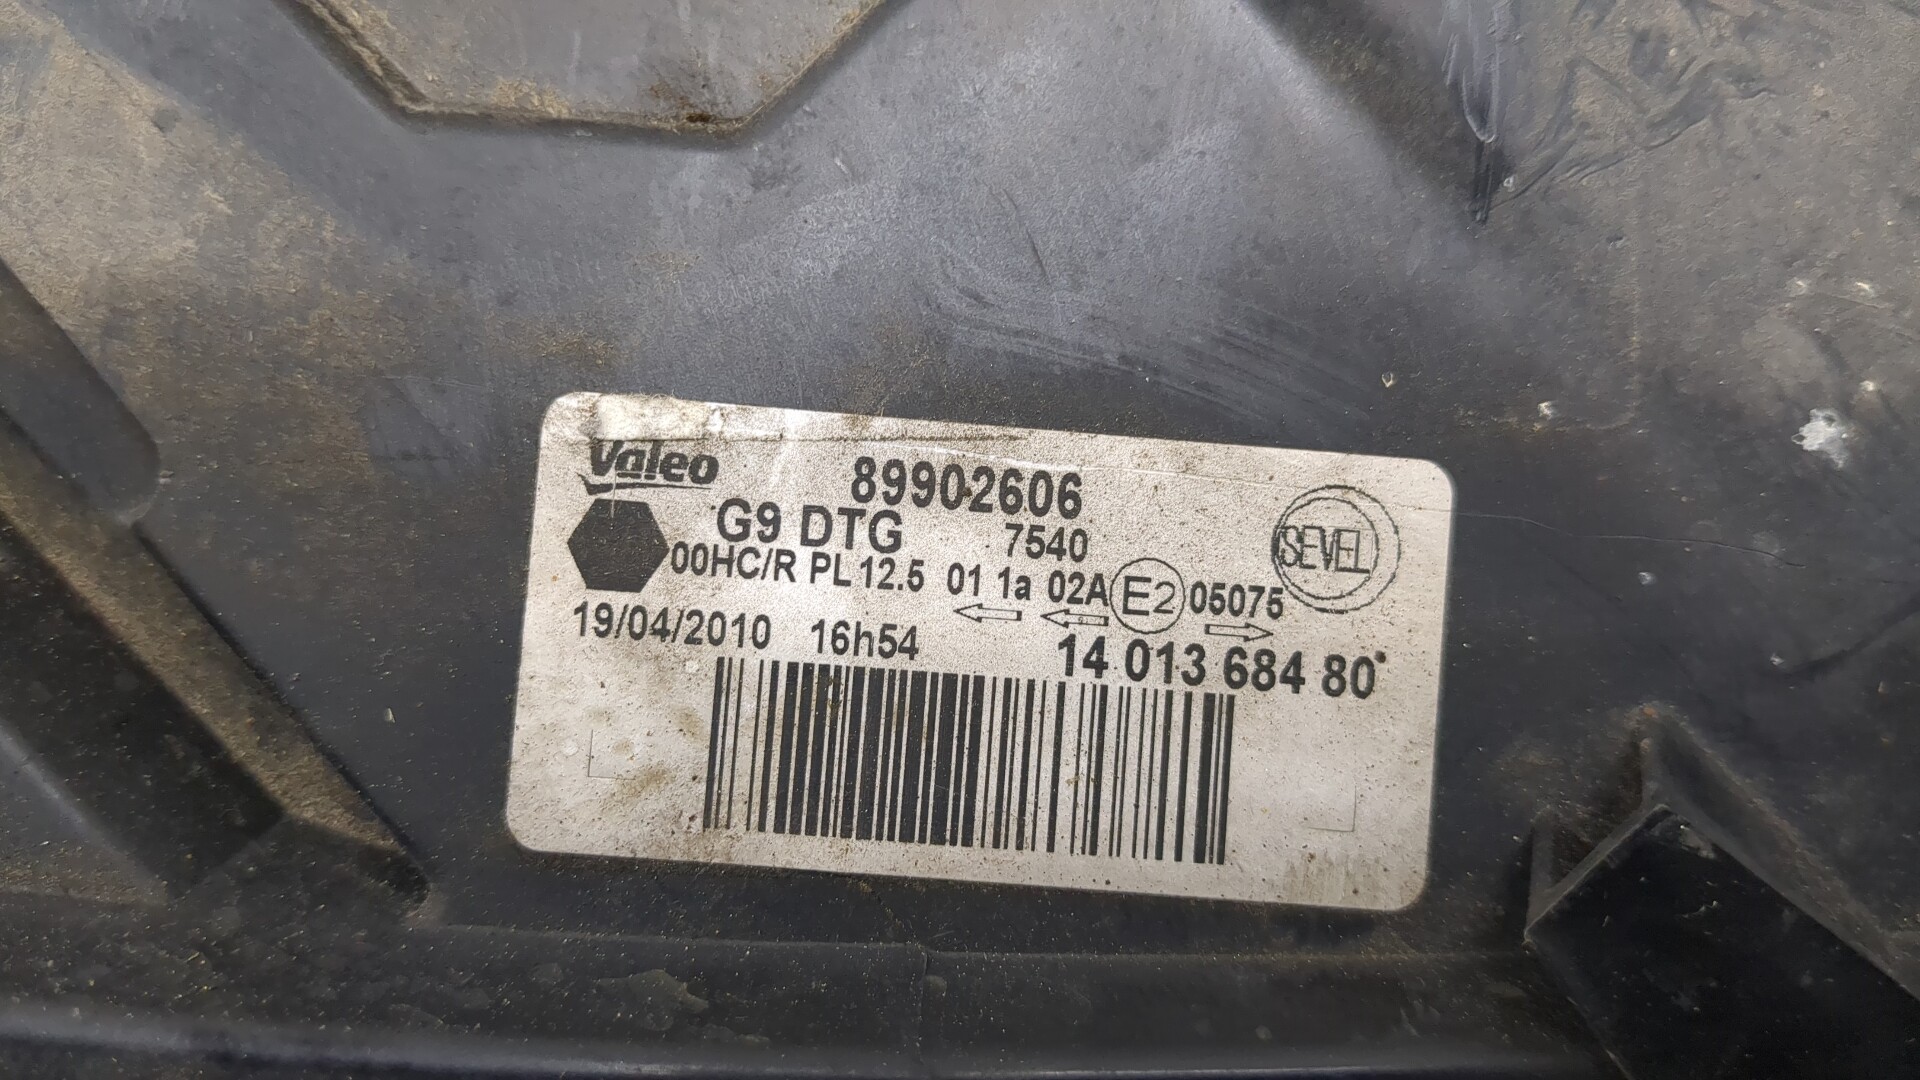 Valeo
89902606
G9 DTG 7540
SEVEL
00HC/R PL 12.5 01 1a 02A E2 05075
19/04/2010 16h54
14 013 684 80